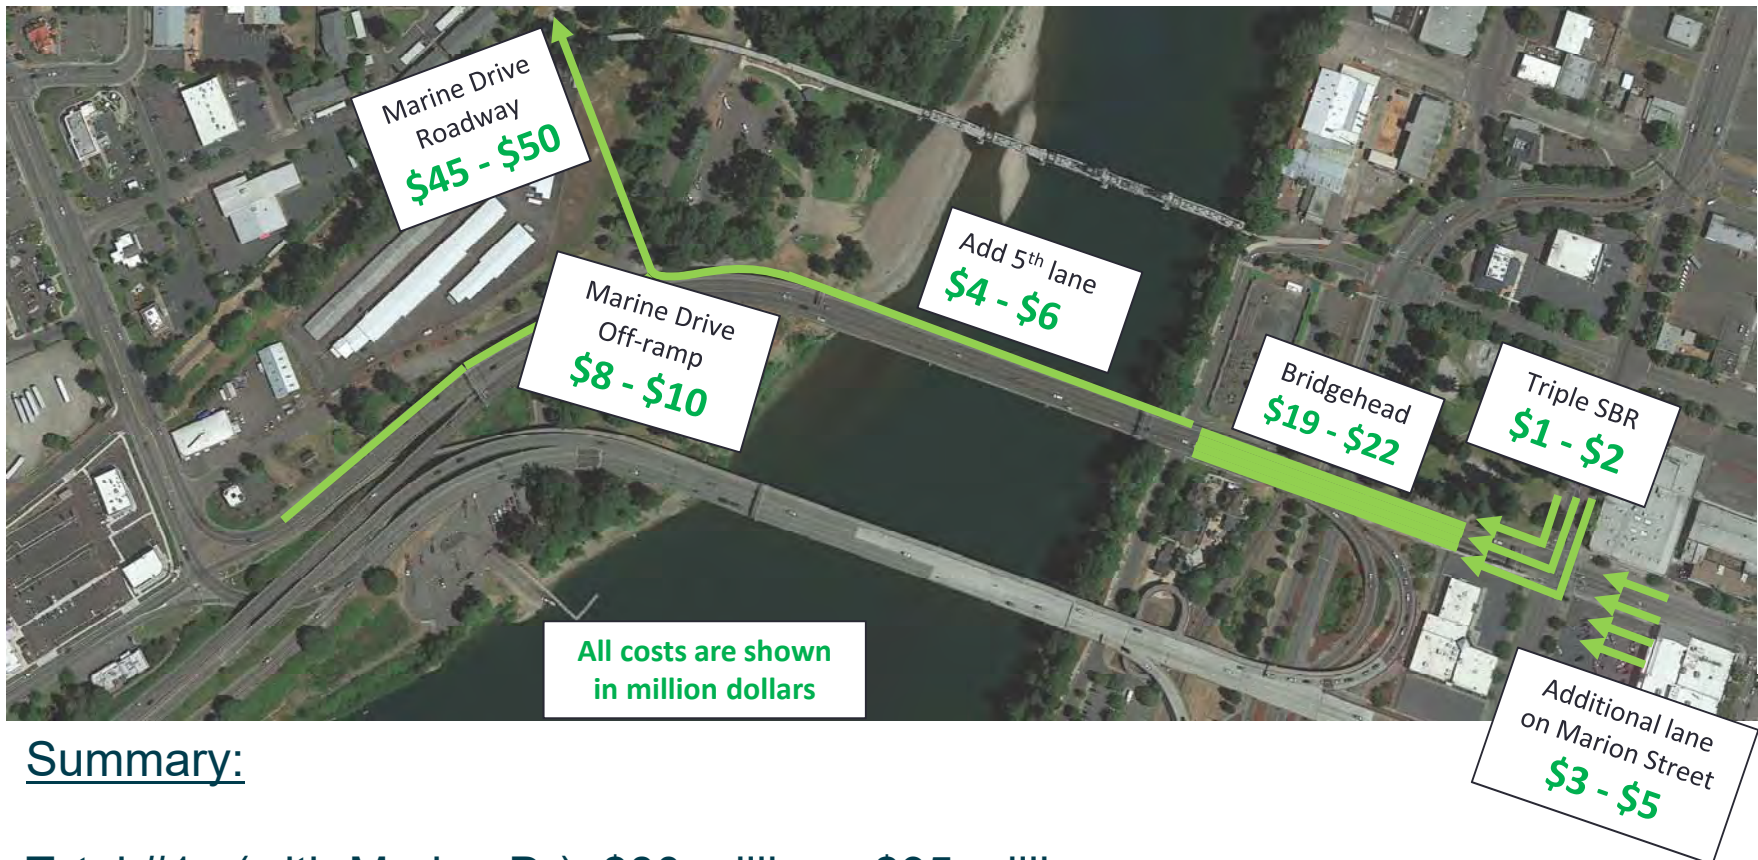 Marine Drive
Roadway
$45 - $50
Marine Drive
Off-ramp
$8 - $10
Add 5th lane
$4 - $6
Bridgehead
$19 - $22
Triple SBR
$1 - $2
All costs are shown
in million dollars
Additional lane
on Marion Street
$3 - $5
Summary: